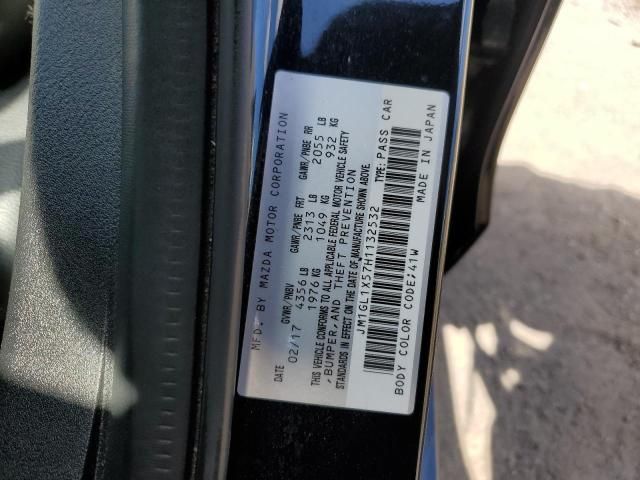 MFD. BY MAZDA MOTOR CORPORATION
DATE GVWR/PNBV GAWR/PNBE FRT GAWR/PNBE RR
02/17 4356 LB 2313 LB 2055 LB
1976 KG 1049 KG 932 KG
THIS VEHICLE CONFORMS TO ALL APPLICABLE FEDERAL MOTOR VEHICLE SAFETY
,BUMPER,AND THEFT PREVENTION
STANDARDS IN EFFECT ON THE DATE OF MANUFACTURE SHOWN ABOVE.
JM1GL1X57H1132532 TYPE: PASS CAR
BODY COLOR CODE;41W MADE IN JAPAN